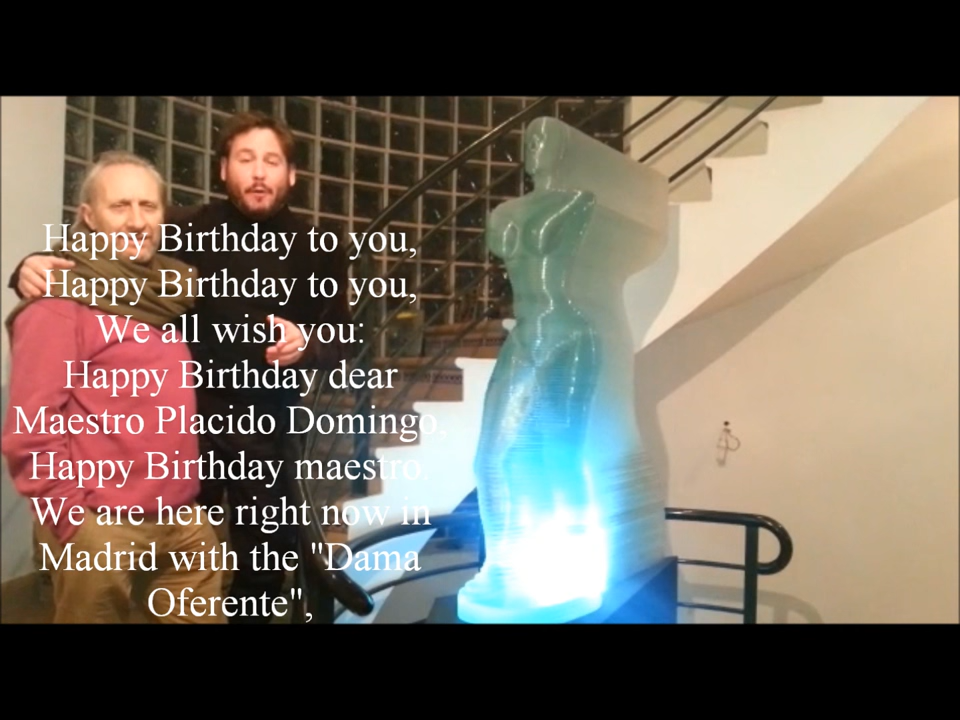 Happy Birthday to you,
Happy Birthday to you,
We all wish you:
Happy Birthday dear
Maestro Placido Domingo,
Happy Birthday maestro.
We are here right now in
Madrid with the "Dama
Oferente",